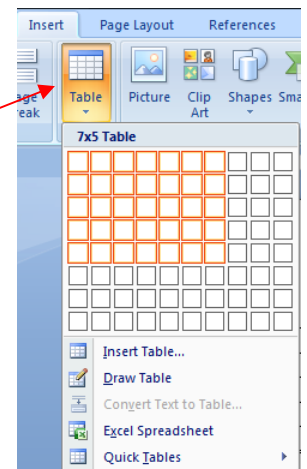 Insert Page Layout References
age Table Picture Clip Shapes Sma
reak Art
7x5 Table
Insert Table...
Draw Table
Convert Text to Table...
Excel Spreadsheet
Quick Tables